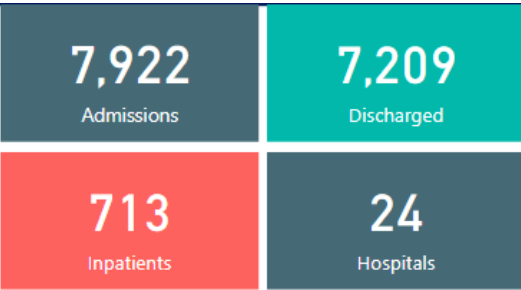 7,922
Admissions
7,209
Discharged
713
Inpatients
24
Hospitals